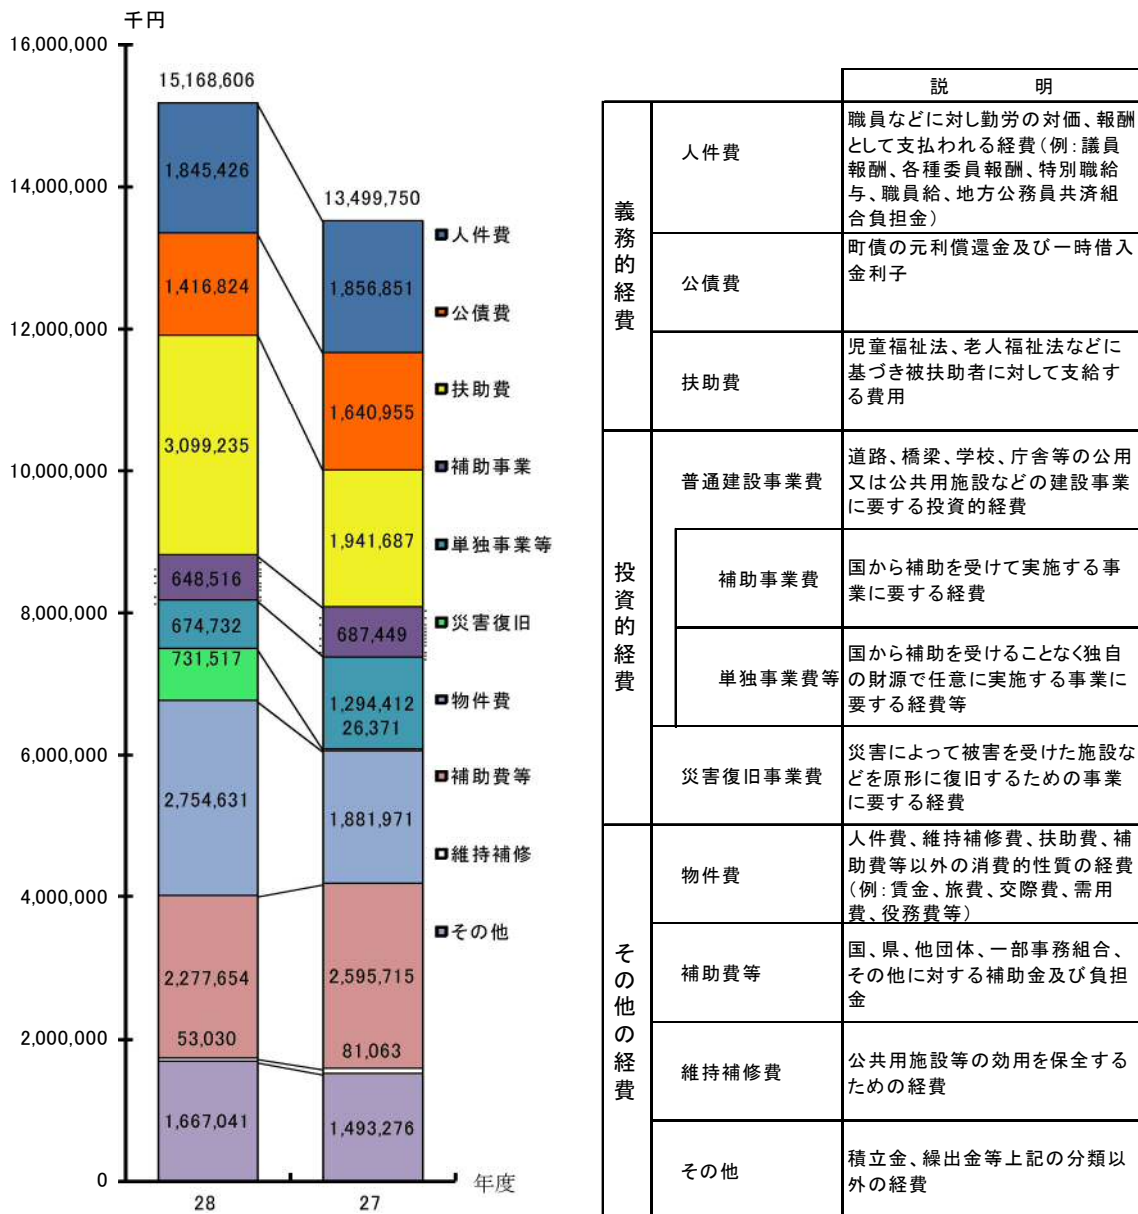 千円
16,000,000
14,000,000
12,000,000
10,000,000
8,000,000
6,000,000
4,000,000
2,000,000
0
15,168,606
1,845,426
1,416,824
3,099,235
648,516
674,732
731,517
2,754,631
2,277,654
53,030
1,667,041
28
13,499,750
1,856,851
1,640,955
1,941,687
687,449
1,294,412
26,371
1,881,971
2,595,715
81,063
1,493,276
27
年度
人件費
公債費
扶助費
補助事業
単独事業等
災害復旧
物件費
補助費等
維持補修
その他
説 明
義務的経費
人件費
職員などに対し勤労の対価、報酬
として支払われる経費(例:議員
報酬、各種委員報酬、特別職給
与、職員給、地方公務員共済組
合負担金)
公債費
町債の元利償還金及び一時借入
金利子
扶助費
児童福祉法、老人福祉法などに
基づき被扶助者に対して支給す
る費用
投資的経費
普通建設事業費
道路、橋梁、学校、庁舎等の公用
又は公共用施設などの建設事業
に要する投資的経費
補助事業費
国から補助を受けて実施する事
業に要する経費
単独事業費等
国から補助を受けることなく独自
の財源で任意に実施する事業に
要する経費等
災害復旧事業費
災害によって被害を受けた施設な
どを原形に復旧するための事業
に要する経費
その他の経費
物件費
人件費、維持補修費、扶助費、補
助費等以外の消費的性質の経費
(例:賃金、旅費、交際費、需用
費、役務費等)
補助費等
国、県、他団体、一部事務組合、
その他に対する補助金及び負担
金
維持補修費
公共用施設等の効用を保全する
ための経費
その他
積立金、繰出金等上記の分類以
外の経費